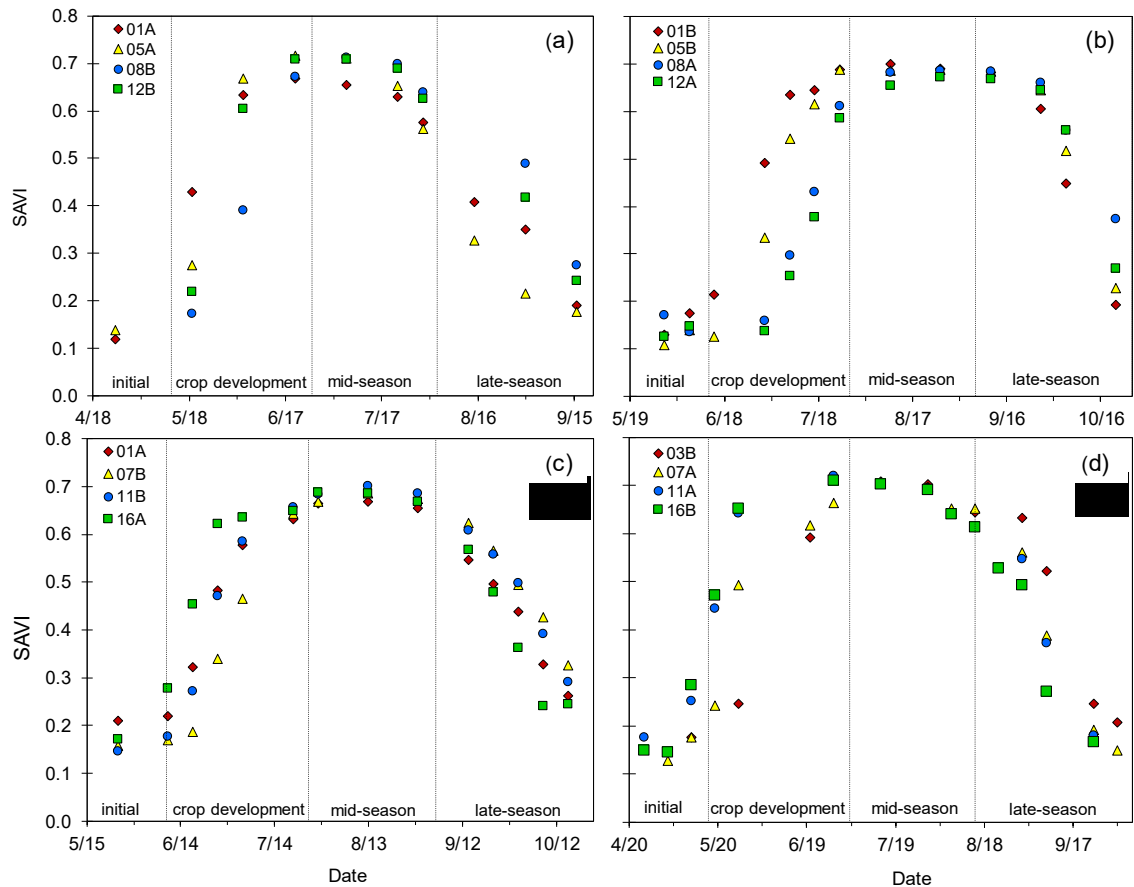 (a)
01A
05A
08B
12B
0.8
0.7
0.6
0.5
0.4
0.3
0.2
0.1
0.0
SAVI
initial crop development mid-season late-season
4/18 5/18 6/17 7/17 8/16 9/15
(b)
01B
05B
08A
12A
initial crop development mid-season late-season
5/19 6/18 7/18 8/17 9/16 10/16
(c)
01A
07B
11B
16A
0.8
0.7
0.6
0.5
0.4
0.3
0.2
0.1
0.0
SAVI
initial crop development mid-season late-season
5/15 6/14 7/14 8/13 9/12 10/12
Date
(d)
03B
07A
11A
16B
initial crop development mid-season late-season
4/20 5/20 6/19 7/19 8/18 9/17
Date